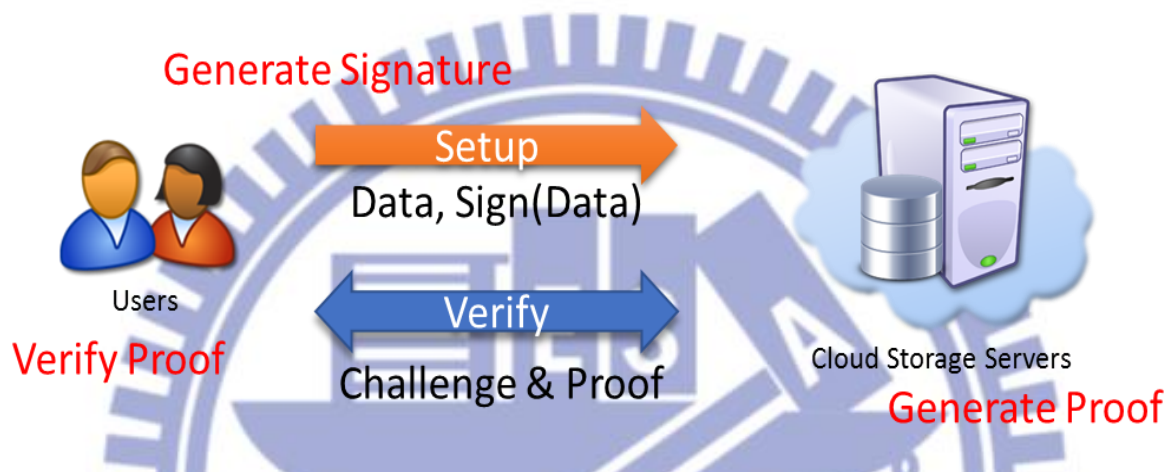 Generate Signature
Setup
Data, Sign(Data)
Users
Verify
Verify Proof
Challenge & Proof
Cloud Storage Servers
Generate Proof